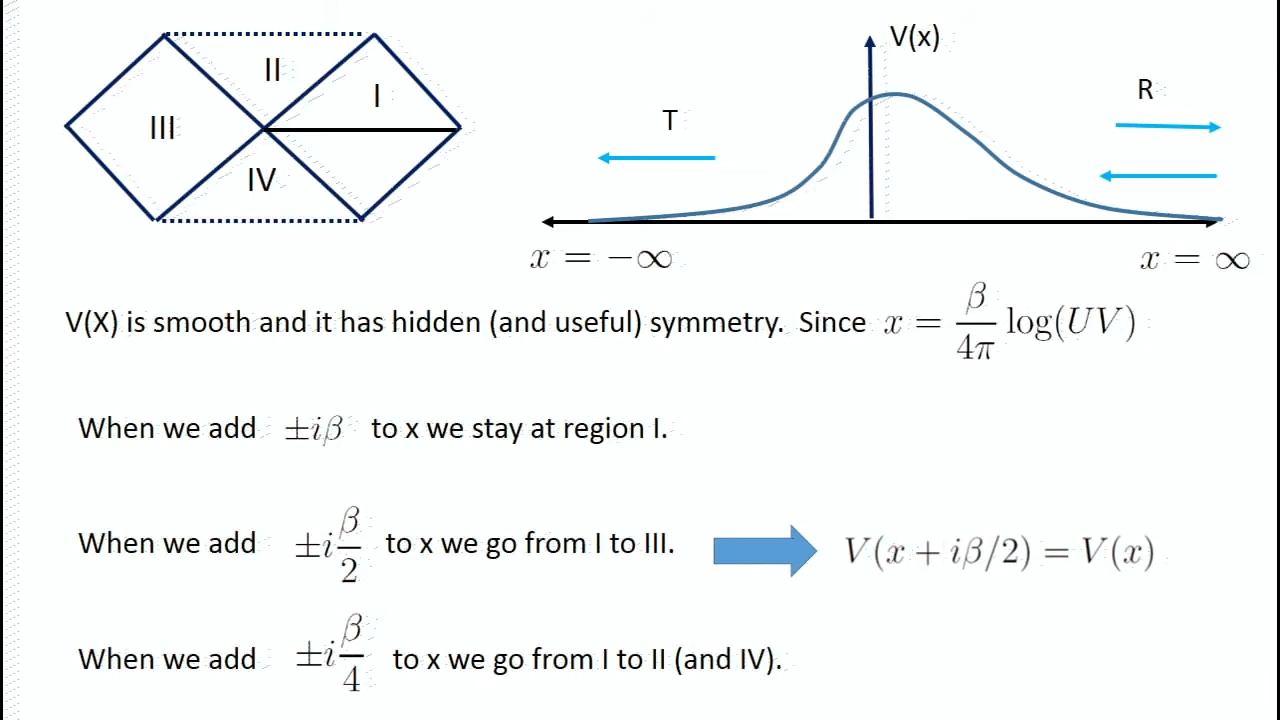 II
I
III
IV
V(x)
R
T
x = −∞
x = ∞
V(X) is smooth and it has hidden (and useful) symmetry. Since x = β/4π log(UV)
When we add ±iβ to x we stay at region I.
When we add ±i β/2 to x we go from I to III.
V(x + iβ/2) = V(x)
When we add ±i β/4 to x we go from I to II (and IV).